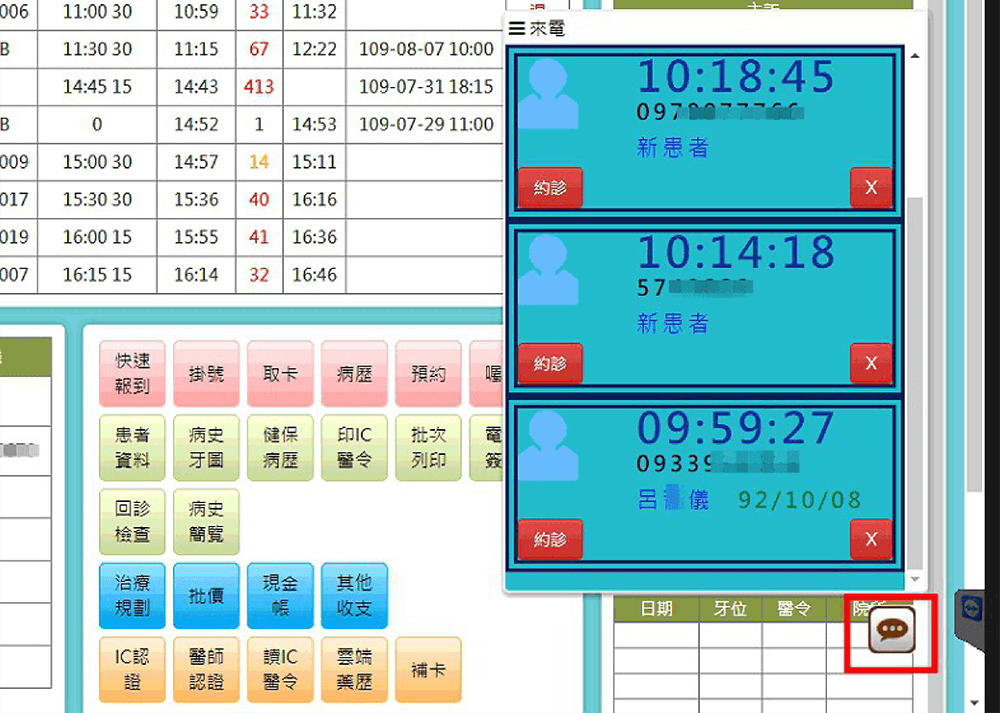 006 11:00 30 10:59 33 11:32
B 11:30 30 11:15 67 12:22 109-08-07 10:00
14:45 15 14:43 413 109-07-31 18:15
B 0 14:52 1 14:53 109-07-29 11:00
009 15:00 30 14:57 14 15:11
017 15:30 30 15:36 40 16:16
019 16:00 15 15:55 41 16:36
007 16:15 15 16:14 32 16:46
來電
10:18:45
097
新患者
約診 X
10:14:18
57
新患者
約診 X
09:59:27
09339
呂 儀 92/10/08
約診 X
快速
報到
掛號
取卡
病歷
預約
患者
資料
病史
牙圖
健保
病歷
印IC
醫令
批次
列印
回診
檢查
病史
簡覽
治療
規劃
批價
現金
帳
其他
收支
IC認
證
醫師
認證
讀IC
醫令
雲端
藥歷
補卡
日期 牙位 醫令